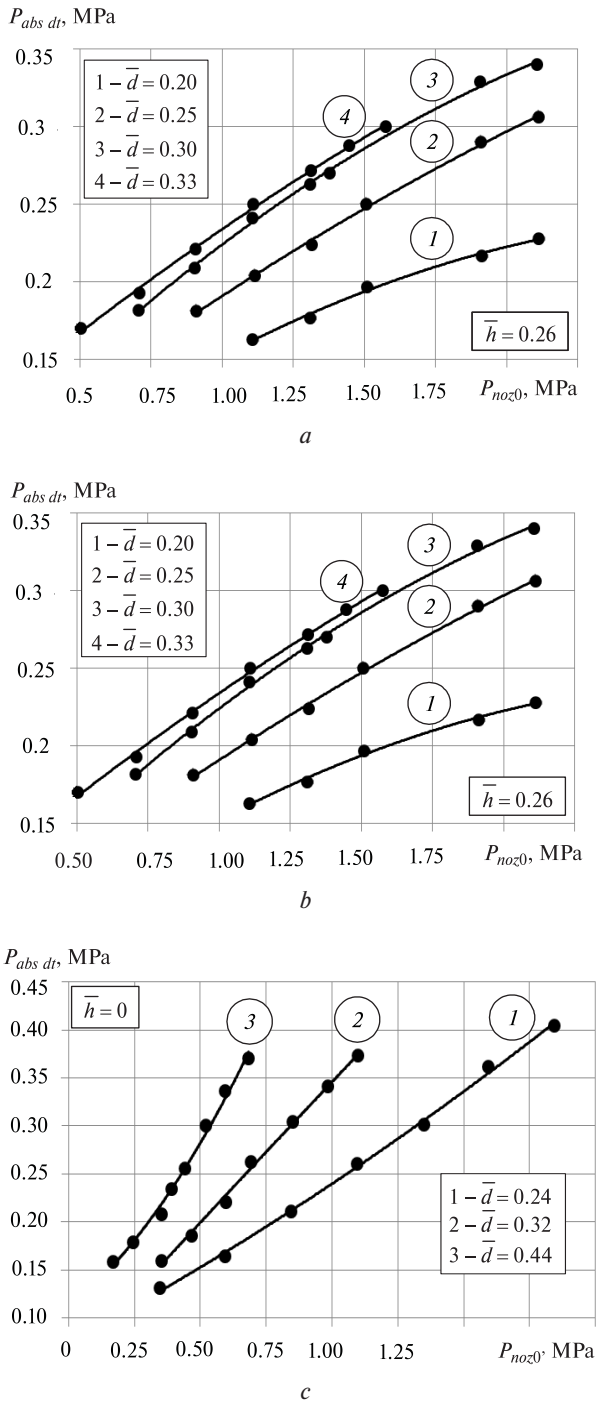 P_abs dt, MPa
0.35
0.3
0.25
0.2
0.15
1 – d̅ = 0.20
2 – d̅ = 0.25
3 – d̅ = 0.30
4 – d̅ = 0.33
4
3
2
1
h̅ = 0.26
0.5 0.75 1.00 1.25 1.50 1.75 P_noz0, MPa
a
P_abs dt, MPa
0.35
0.3
0.25
0.2
0.15
1 – d̅ = 0.20
2 – d̅ = 0.25
3 – d̅ = 0.30
4 – d̅ = 0.33
4
3
2
1
h̅ = 0.26
0.50 0.75 1.00 1.25 1.50 1.75 P_noz0, MPa
b
P_abs dt, MPa
0.45
0.40
0.35
0.30
0.25
0.20
0.15
0.10
h̅ = 0
3
2
1
1 – d̅ = 0.24
2 – d̅ = 0.32
3 – d̅ = 0.44
0 0.25 0.50 0.75 1.00 P_noz0, MPa
c